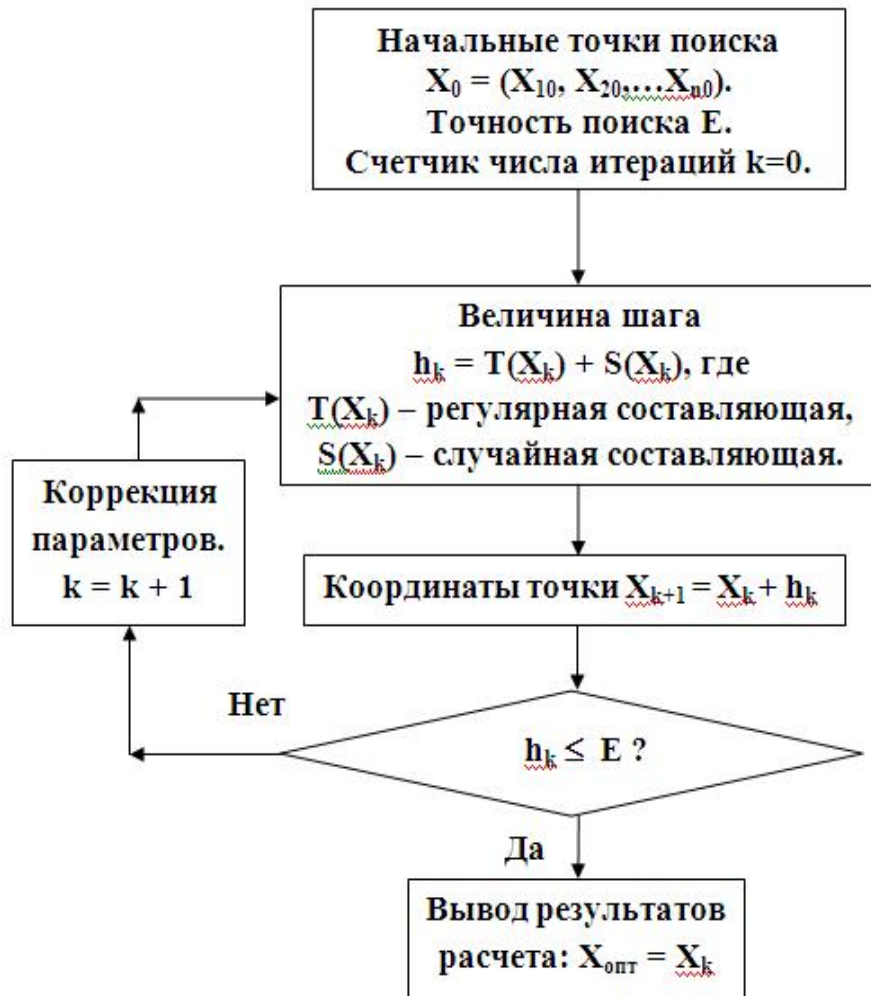 Начальные точки поиска
X₀ = (X₁₀, X₂₀,…Xₙ₀).
Точность поиска E.
Счетчик числа итераций k=0.
Величина шага
hₖ = T(Xₖ) + S(Xₖ), где
T(Xₖ) – регулярная составляющая,
S(Xₖ) – случайная составляющая.
Коррекция
параметров.
k = k + 1
Координаты точки Xₖ₊₁ = Xₖ + hₖ
Нет
hₖ ≤ E ?
Да
Вывод результатов
расчета: Xопт = Xₖ